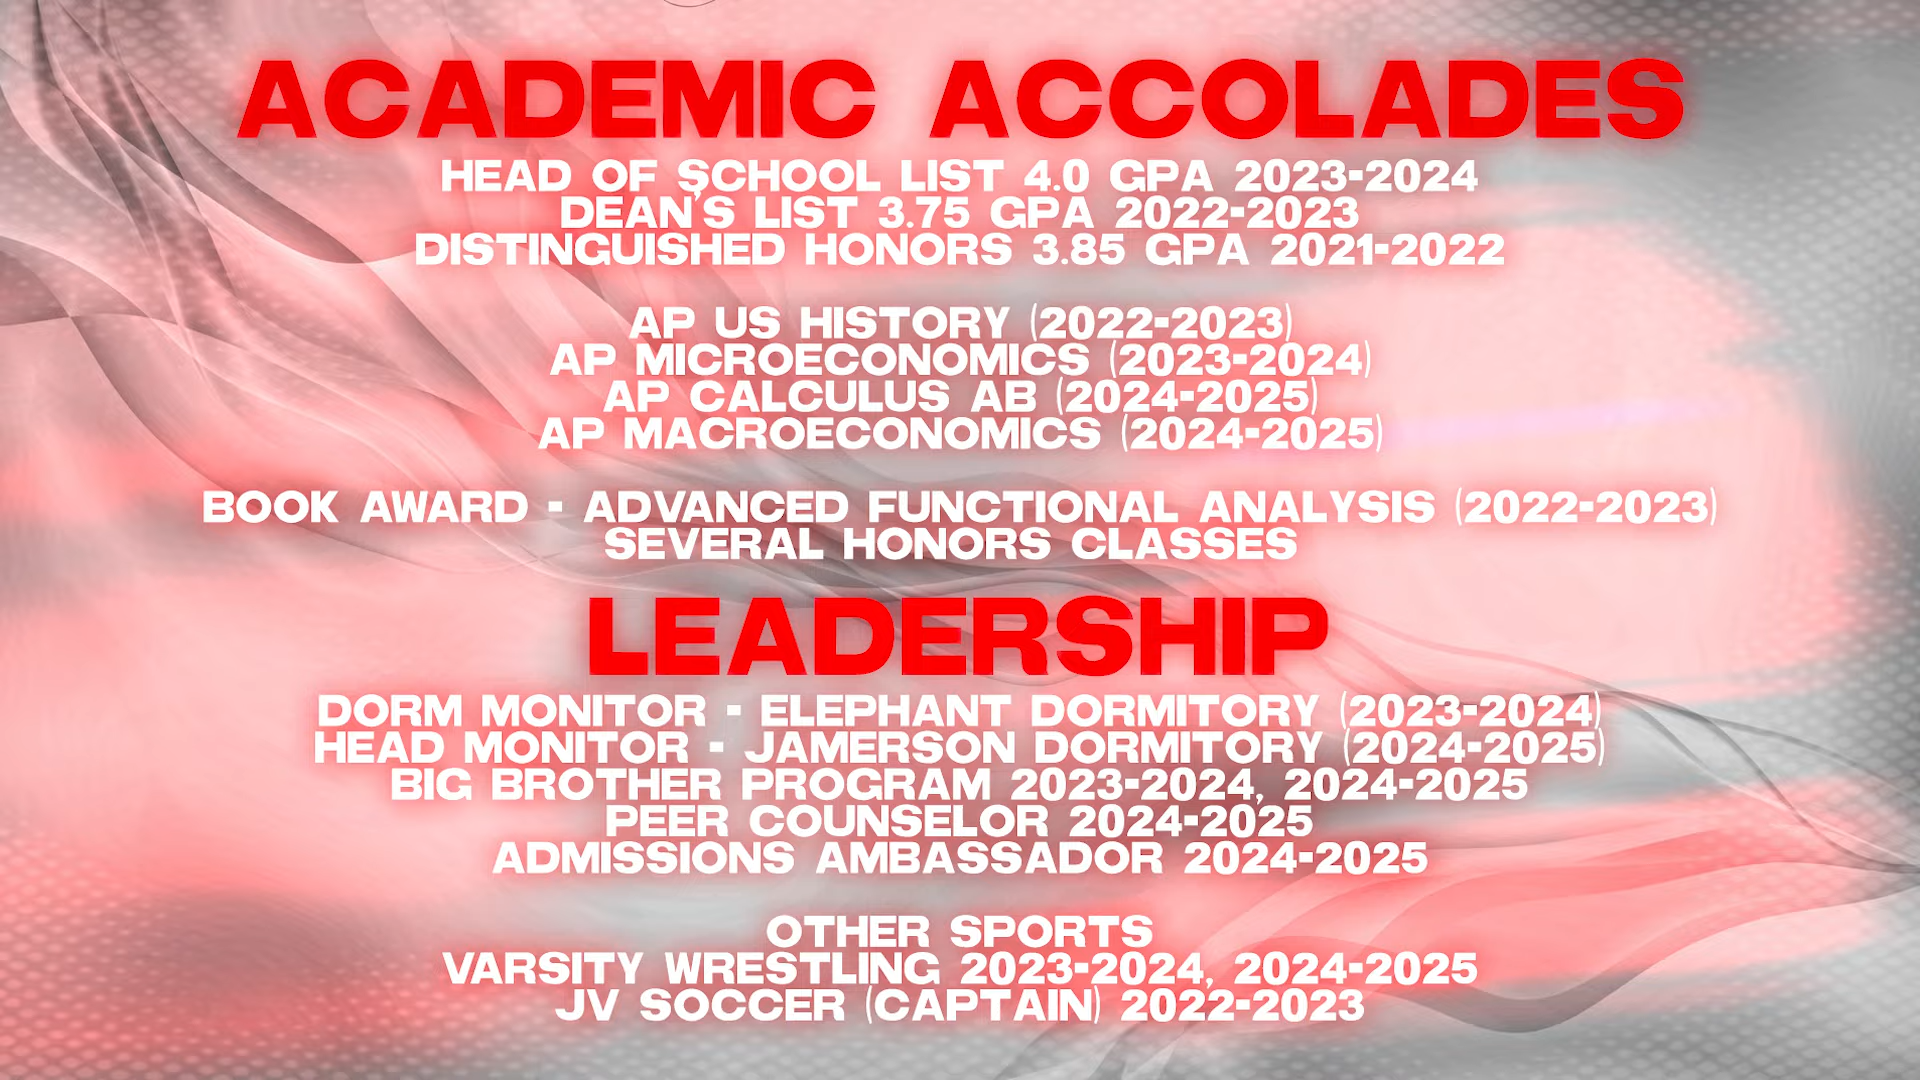 ACADEMIC ACCOLADES
HEAD OF SCHOOL LIST 4.0 GPA 2023-2024
DEAN'S LIST 3.75 GPA 2022-2023
DISTINGUISHED HONORS 3.85 GPA 2021-2022
AP US HISTORY (2022-2023)
AP MICROECONOMICS (2023-2024)
AP CALCULUS AB (2024-2025)
AP MACROECONOMICS (2024-2025)
BOOK AWARD - ADVANCED FUNCTIONAL ANALYSIS (2022-2023)
SEVERAL HONORS CLASSES
LEADERSHIP
DORM MONITOR - ELEPHANT DORMITORY (2023-2024)
HEAD MONITOR - JAMERSON DORMITORY (2024-2025)
BIG BROTHER PROGRAM 2023-2024, 2024-2025
PEER COUNSELOR 2024-2025
ADMISSIONS AMBASSADOR 2024-2025
OTHER SPORTS
VARSITY WRESTLING 2023-2024, 2024-2025
JV SOCCER (CAPTAIN) 2022-2023